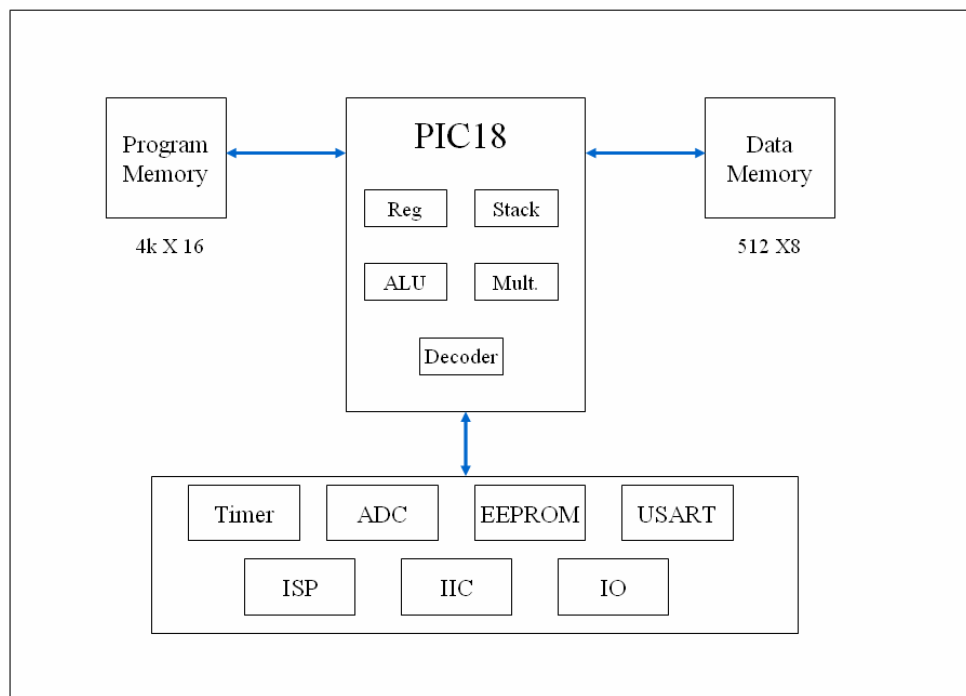 Program
Memory
4k X 16
PIC18
Reg
Stack
ALU
Mult.
Decoder
Data
Memory
512 X8
Timer
ADC
EEPROM
USART
ISP
IIC
IO